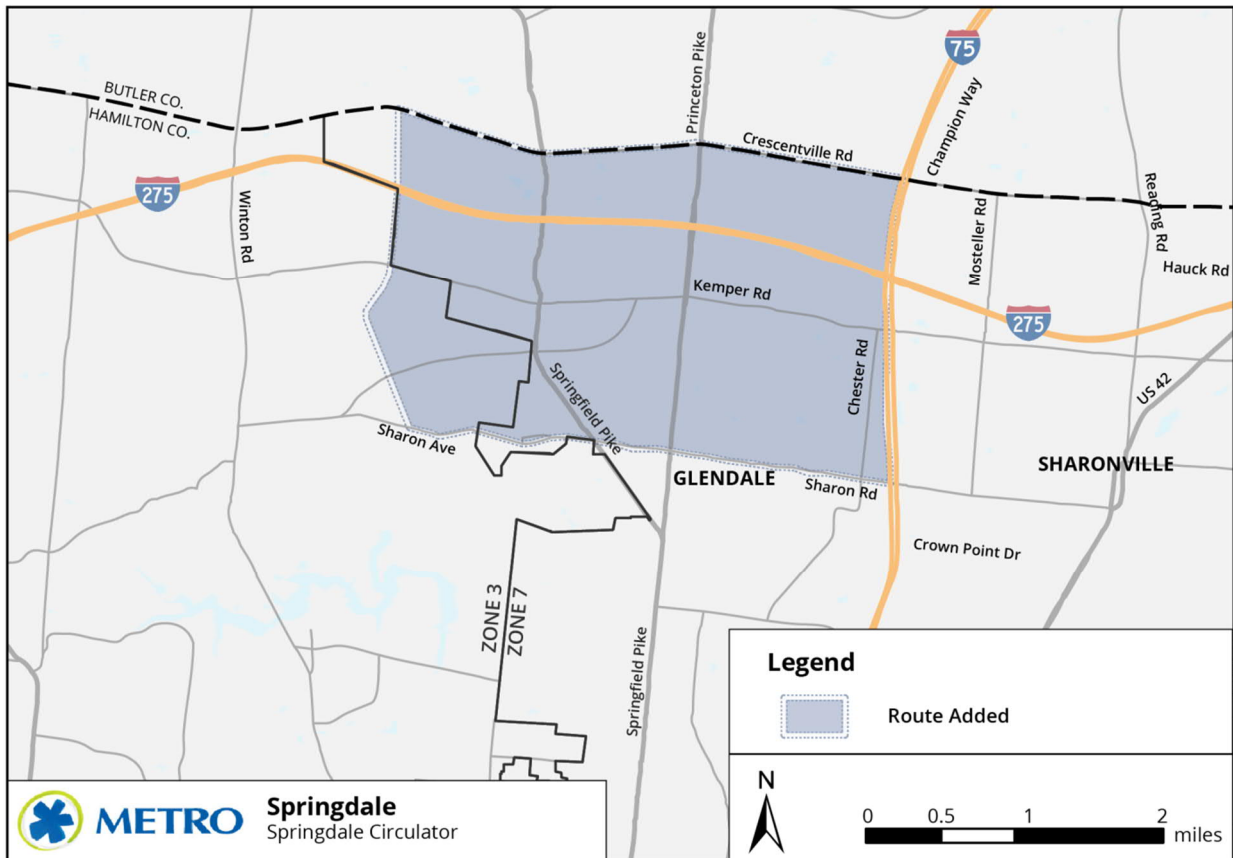 75
Princeton Pike
Champion Way
BUTLER CO.
HAMILTON CO.
Crescentville Rd
275
Winton Rd
Mosteller Rd
Reading Rd
Hauck Rd
Kemper Rd
275
Chester Rd
Springfield Pike
US 42
Sharon Ave
GLENDALE
Sharon Rd
SHARONVILLE
Crown Point Dr
ZONE 3
ZONE 7
Springfield Pike
Legend
Route Added
METRO
Springdale
Springdale Circulator
N
0 0.5 1 2 miles